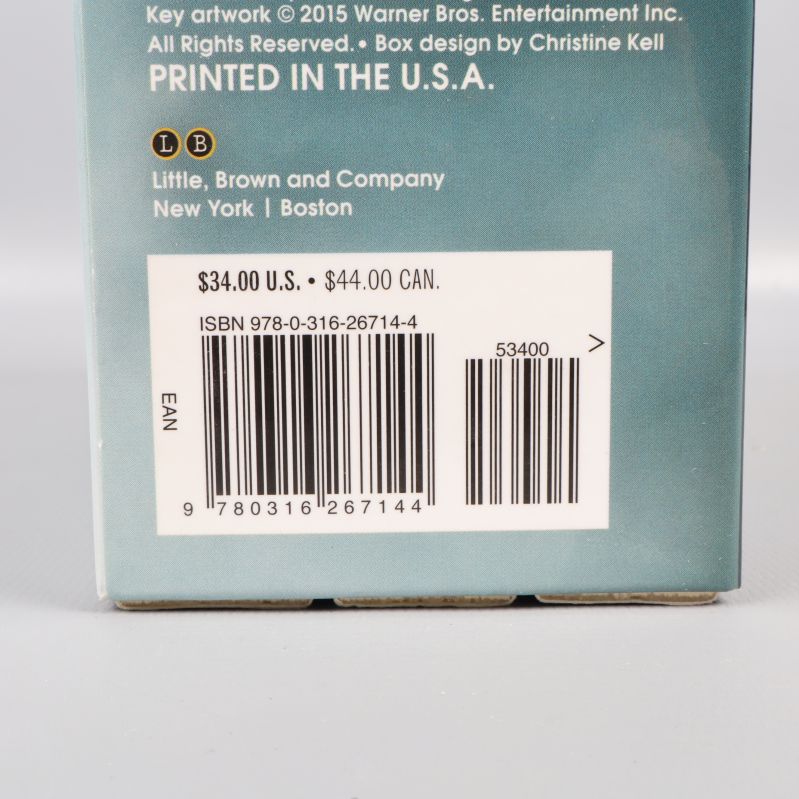 Key artwork © 2015 Warner Bros. Entertainment Inc.
All Rights Reserved. • Box design by Christine Kell
PRINTED IN THE U.S.A.
L B
Little, Brown and Company
New York | Boston
$34.00 U.S. • $44.00 CAN.
ISBN 978-0-316-26714-4
53400 >
EAN
9 780316 267144